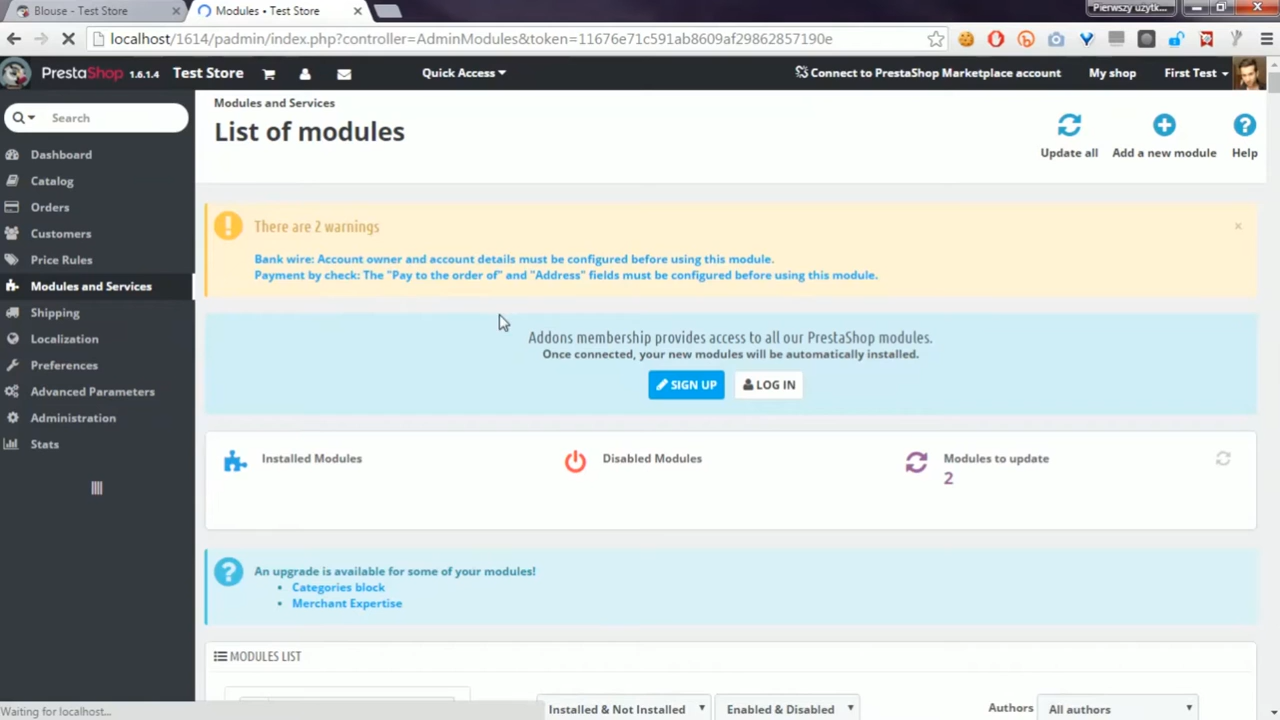 Blouse - Test Store
Modules • Test Store
Pierwszy użytk...
localhost/1614/padmin/index.php?controller=AdminModules&token=11676e71c591ab8609af29862857190e
PrestaShop 1.6.1.4 Test Store
Quick Access
Connect to PrestaShop Marketplace account
My shop
First Test
Search
Dashboard
Catalog
Orders
Customers
Price Rules
Modules and Services
Shipping
Localization
Preferences
Advanced Parameters
Administration
Stats
Modules and Services
List of modules
Update all
Add a new module
Help
There are 2 warnings
Bank wire: Account owner and account details must be configured before using this module.
Payment by check: The "Pay to the order of" and "Address" fields must be configured before using this module.
Addons membership provides access to all our PrestaShop modules.
Once connected, your new modules will be automatically installed.
SIGN UP
LOG IN
Installed Modules
Disabled Modules
Modules to update
2
An upgrade is available for some of your modules!
• Categories block
• Merchant Expertise
MODULES LIST
Installed & Not Installed
Enabled & Disabled
Authors
All authors
Waiting for localhost...